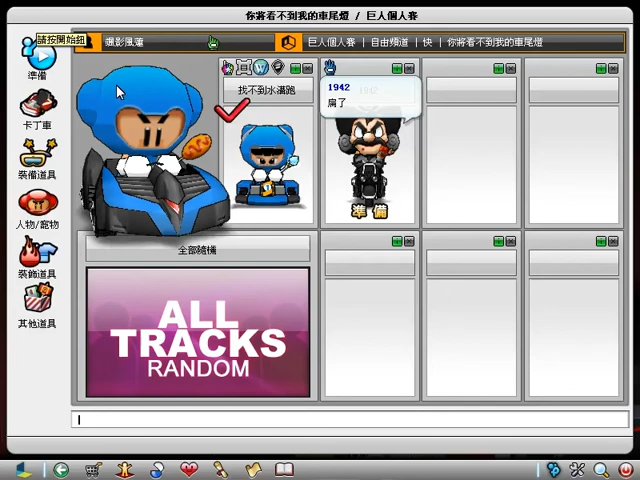 你將看不到我的車尾燈 / 巨人個人賽
請按開始鈕
颯影風蓮
巨人個人賽 | 自由頻道 | 快 | 你將看不到我的車尾燈
準備
卡丁車
裝備道具
人物/寵物
裝飾道具
其他道具
找不到水溝跑
1942
腐了
準備
全部隨機
ALL
TRACKS
RANDOM